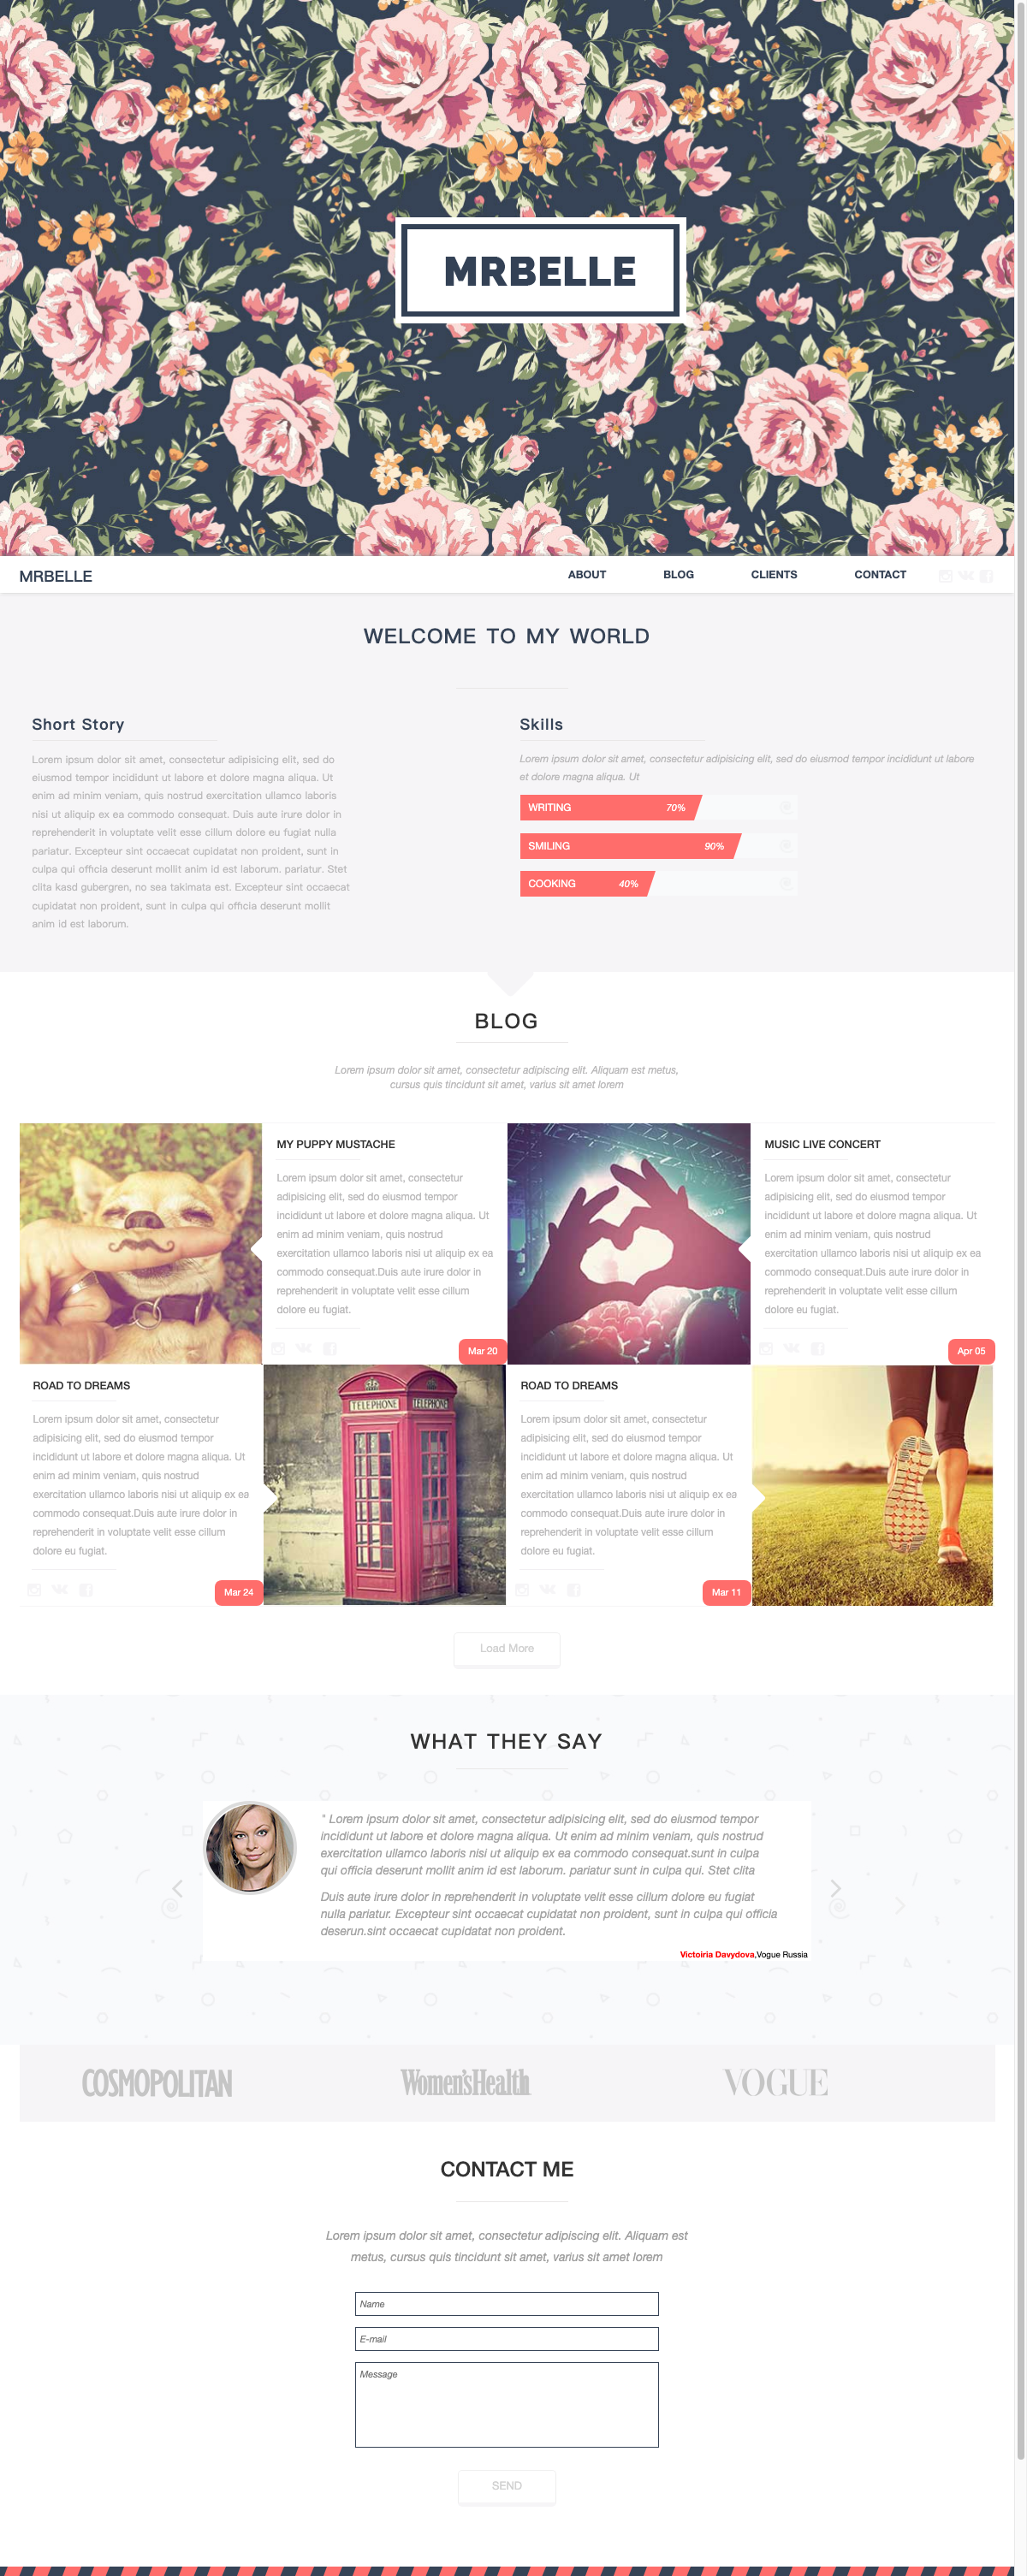 MRBELLE
MRBELLE
ABOUT
BLOG
CLIENTS
CONTACT
WELCOME TO MY WORLD
Short Story
Lorem ipsum dolor sit amet, consectetur adipisicing elit, sed do
eiusmod tempor incididunt ut labore et dolore magna aliqua. Ut
enim ad minim veniam, quis nostrud exercitation ullamco laboris
nisi ut aliquip ex ea commodo consequat. Duis aute irure dolor in
reprehenderit in voluptate velit esse cillum dolore eu fugiat nulla
pariatur. Excepteur sint occaecat cupidatat non proident, sunt in
culpa qui officia deserunt mollit anim id est laborum. pariatur. Stet
clita kasd gubergren, no sea takimata est. Excepteur sint occaecat
cupidatat non proident, sunt in culpa qui officia deserunt mollit
anim id est laborum.
Skills
Lorem ipsum dolor sit amet, consectetur adipisicing elit, sed do eiusmod tempor incididunt ut labore
et dolore magna aliqua. Ut
WRITING 70%
SMILING 90%
COOKING 40%
BLOG
Lorem ipsum dolor sit amet, consectetur adipiscing elit. Aliquam est metus,
cursus quis tincidunt sit amet, varius sit amet lorem
MY PUPPY MUSTACHE
Lorem ipsum dolor sit amet, consectetur
adipisicing elit, sed do eiusmod tempor
incididunt ut labore et dolore magna aliqua. Ut
enim ad minim veniam, quis nostrud
exercitation ullamco laboris nisi ut aliquip ex ea
commodo consequat.Duis aute irure dolor in
reprehenderit in voluptate velit esse cillum
dolore eu fugiat.
Mar 20
MUSIC LIVE CONCERT
Lorem ipsum dolor sit amet, consectetur
adipisicing elit, sed do eiusmod tempor
incididunt ut labore et dolore magna aliqua. Ut
enim ad minim veniam, quis nostrud
exercitation ullamco laboris nisi ut aliquip ex ea
commodo consequat.Duis aute irure dolor in
reprehenderit in voluptate velit esse cillum
dolore eu fugiat.
Apr 05
ROAD TO DREAMS
Lorem ipsum dolor sit amet, consectetur
adipisicing elit, sed do eiusmod tempor
incididunt ut labore et dolore magna aliqua. Ut
enim ad minim veniam, quis nostrud
exercitation ullamco laboris nisi ut aliquip ex ea
commodo consequat.Duis aute irure dolor in
reprehenderit in voluptate velit esse cillum
dolore eu fugiat.
Mar 24
TELEPHONE
TELEPHONE
ROAD TO DREAMS
Lorem ipsum dolor sit amet, consectetur
adipisicing elit, sed do eiusmod tempor
incididunt ut labore et dolore magna aliqua. Ut
enim ad minim veniam, quis nostrud
exercitation ullamco laboris nisi ut aliquip ex ea
commodo consequat.Duis aute irure dolor in
reprehenderit in voluptate velit esse cillum
dolore eu fugiat.
Mar 11
Load More
WHAT THEY SAY
" Lorem ipsum dolor sit amet, consectetur adipisicing elit, sed do eiusmod tempor
incididunt ut labore et dolore magna aliqua. Ut enim ad minim veniam, quis nostrud
exercitation ullamco laboris nisi ut aliquip ex ea commodo consequat.sunt in culpa
qui officia deserunt mollit anim id est laborum. pariatur sunt in culpa qui. Stet clita
Duis aute irure dolor in reprehenderit in voluptate velit esse cillum dolore eu fugiat
nulla pariatur. Excepteur sint occaecat cupidatat non proident, sunt in culpa qui officia
deserun.sint occaecat cupidatat non proident.
Victoiria Davydova,Vogue Russia
COSMOPOLITAN
Women'sHealth
VOGUE
CONTACT ME
Lorem ipsum dolor sit amet, consectetur adipiscing elit. Aliquam est
metus, cursus quis tincidunt sit amet, varius sit amet lorem
Name
E-mail
Message
SEND